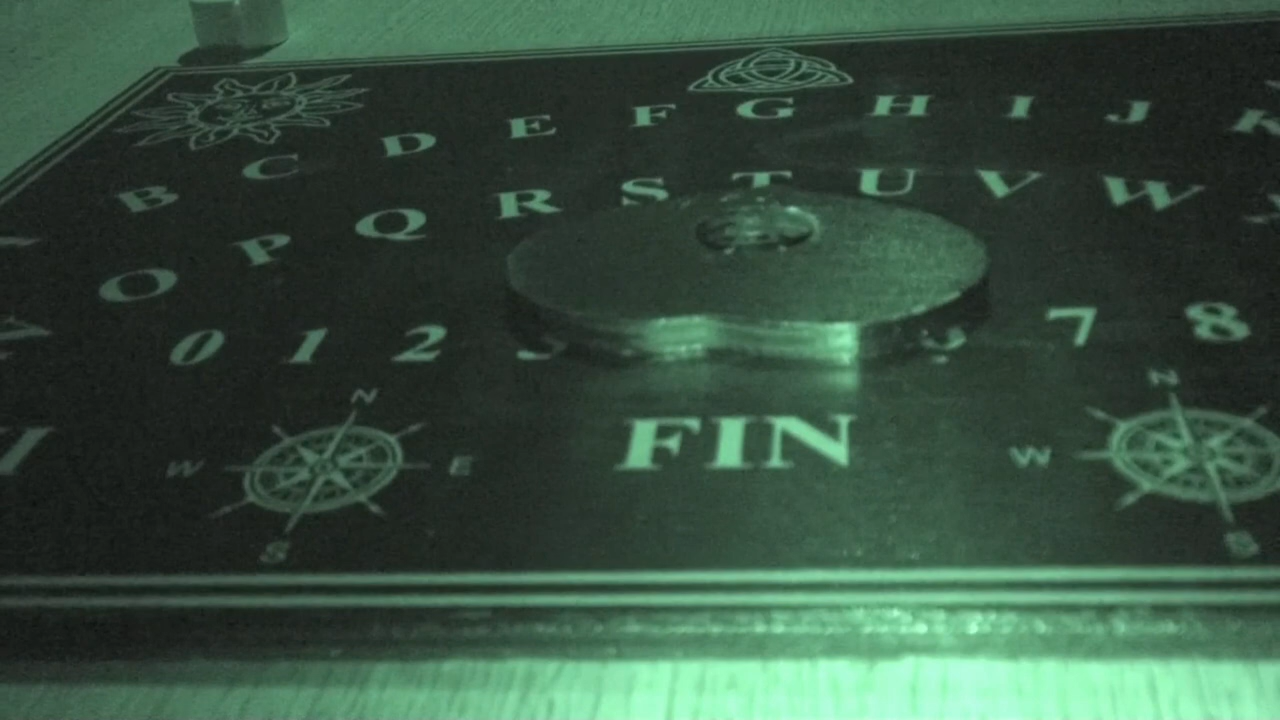 B C D E F G H I J K
O P Q R S T U V W
0 1 2 7 8
N N
W E W
I FIN
S S